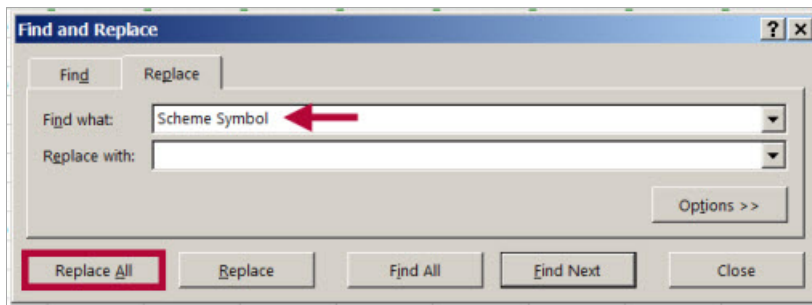 Find and Replace ? ×
Find Replace
Find what: Scheme Symbol
Replace with:
Options >>
Replace All Replace Find All Find Next Close